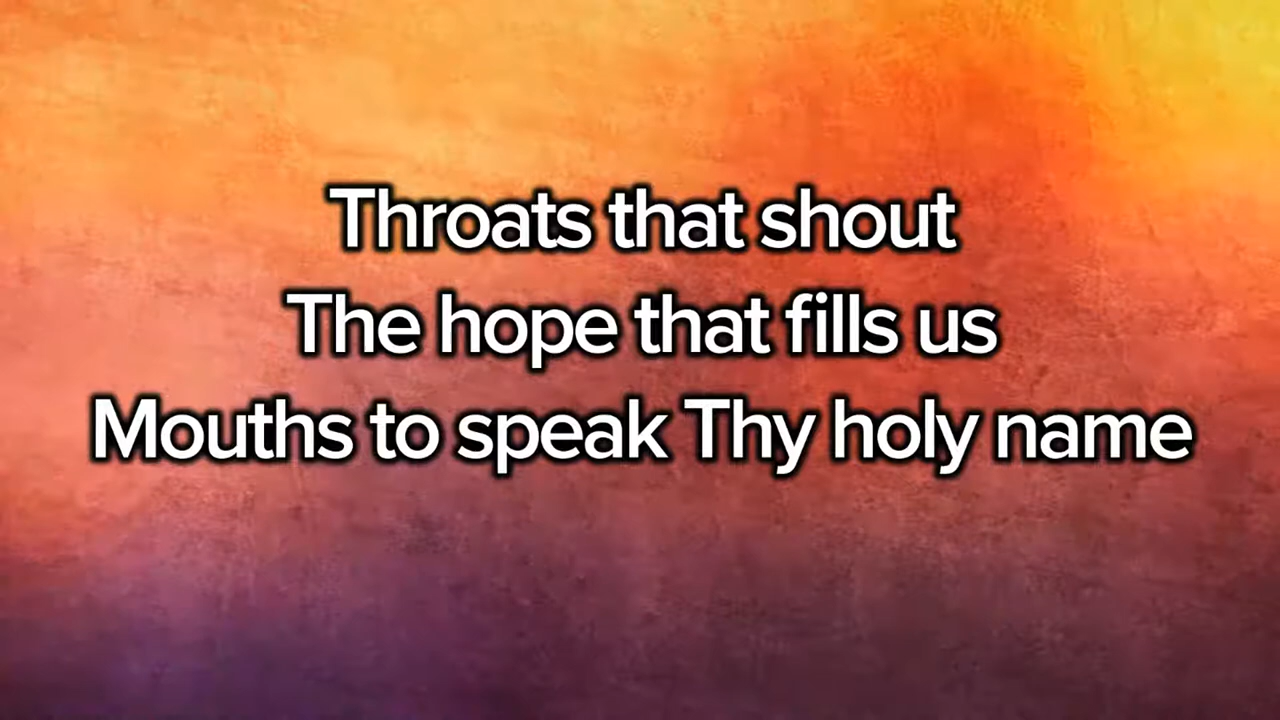 Throats that shout
The hope that fills us
Mouths to speak Thy holy name